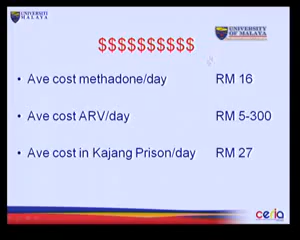 UNIVERSITY
OF MALAYA
UNIVERSITY
OF MALAYA
$$$$$$$$$$
• Ave cost methadone/day RM 16
• Ave cost ARV/day RM 5-300
• Ave cost in Kajang Prison/day RM 27
ceria